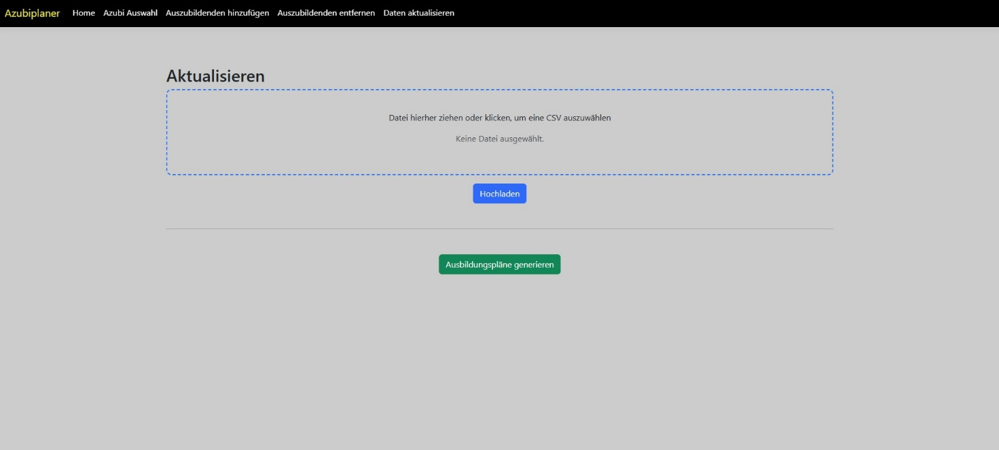 Azubiplaner Home Azubi Auswahl Auszubildenden hinzufügen Auszubildenden entfernen Daten aktualisieren
Aktualisieren
Datei hierher ziehen oder klicken, um eine CSV auszuwählen
Keine Datei ausgewählt.
Hochladen
Ausbildungspläne generieren